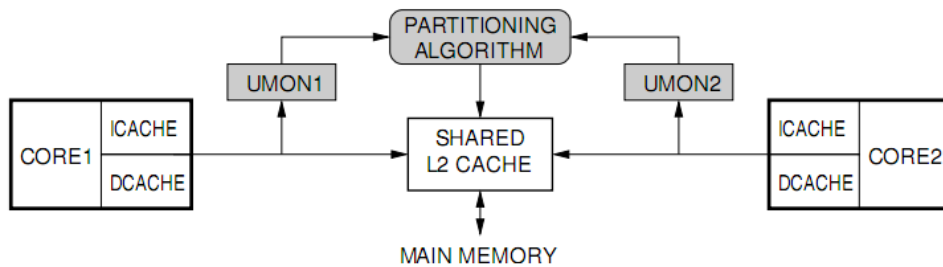 PARTITIONING
ALGORITHM
UMON1
UMON2
CORE1
ICACHE
DCACHE
SHARED
L2 CACHE
ICACHE
DCACHE
CORE2
MAIN MEMORY